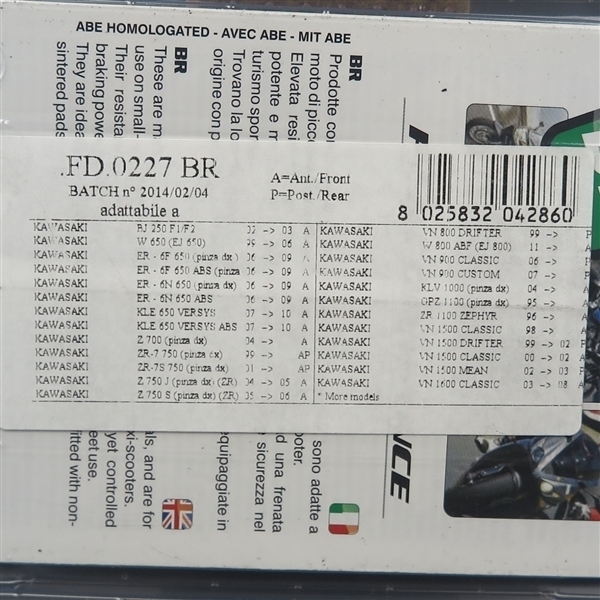 ABE HOMOLOGATED - AVEC ABE - MIT ABE
BR
These are m
use on small-
Their resista
braking powe
They are idea
sintered pads
BR
Prodotte con
moto di picco
Elevata resi
potente e m
turismo spor
Trovano la lo
origine con p
.FD.0227 BR
BATCH n° 2014/02/04
adattabile a
A=Ant./Front
P=Post./Rear
8 025832 042860
KAWASAKI BJ 250 F1/F2 02 -> 03 A
KAWASAKI W 650 (EJ 650) 99 -> 06 A
KAWASAKI ER - 6F 650 (pinza dx) 06 -> 09 A
KAWASAKI ER - 6F 650 ABS (pinza 06 -> 09 A
KAWASAKI ER - 6N 650 (pinza dx) 06 -> 09 A
KAWASAKI ER - 6N 650 ABS 06 -> 09 A
KAWASAKI KLE 650 VERSYS 07 -> 10 A
KAWASAKI KLE 650 VERSYS ABS 07 -> 10 A
KAWASAKI Z 700 (pinza dx) 04 -> A
KAWASAKI ZR-7 750 (pinza dx) 99 -> AP
KAWASAKI ZR-7S 750 (pinza dx) 01 -> AP
KAWASAKI Z 750 J (pinza dx) (ZR) 04 -> 05 A
KAWASAKI Z 750 S (pinza dx) (ZR) 05 -> 06 A
KAWASAKI VN 800 DRIFTER 99 -> P
KAWASAKI W 800 ABF (EJ 800) 11 -> A
KAWASAKI VN 900 CLASSIC 06 ->
KAWASAKI VN 900 CUSTOM 07 ->
KAWASAKI KLV 1000 (pinza dx) 04 ->
KAWASAKI GPZ 1100 (pinza dx) 95 ->
KAWASAKI ZR 1100 ZEPHYR 96 ->
KAWASAKI VN 1500 CLASSIC 98 ->
KAWASAKI VN 1500 DRIFTER 99 -> 02
KAWASAKI VN 1500 CLASSIC 00 -> 02
KAWASAKI VN 1500 MEAN 02 -> 03
KAWASAKI VN 1600 CLASSIC 03 -> 08
* More models
als, and are for
xi-scooters.
yet controlled
eet use.
fitted with non-
sono adatte a
ooter.
d una frenata
e sicurezza nel
equipaggiate in
NCE